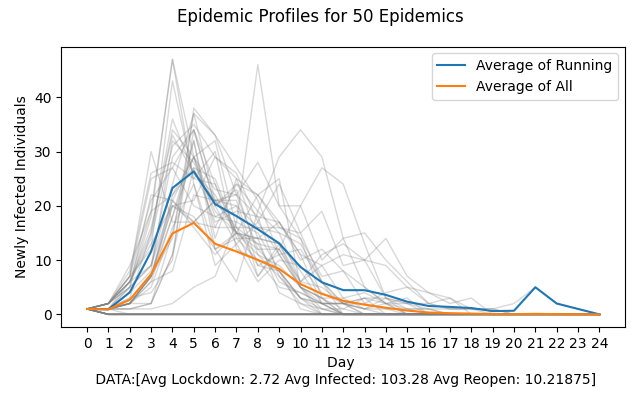 Epidemic Profiles for 50 Epidemics
Average of Running
Average of All
Newly Infected Individuals
40
30
20
10
0
0 1 2 3 4 5 6 7 8 9 10 11 12 13 14 15 16 17 18 19 20 21 22 23 24
Day
DATA:[Avg Lockdown: 2.72 Avg Infected: 103.28 Avg Reopen: 10.21875]